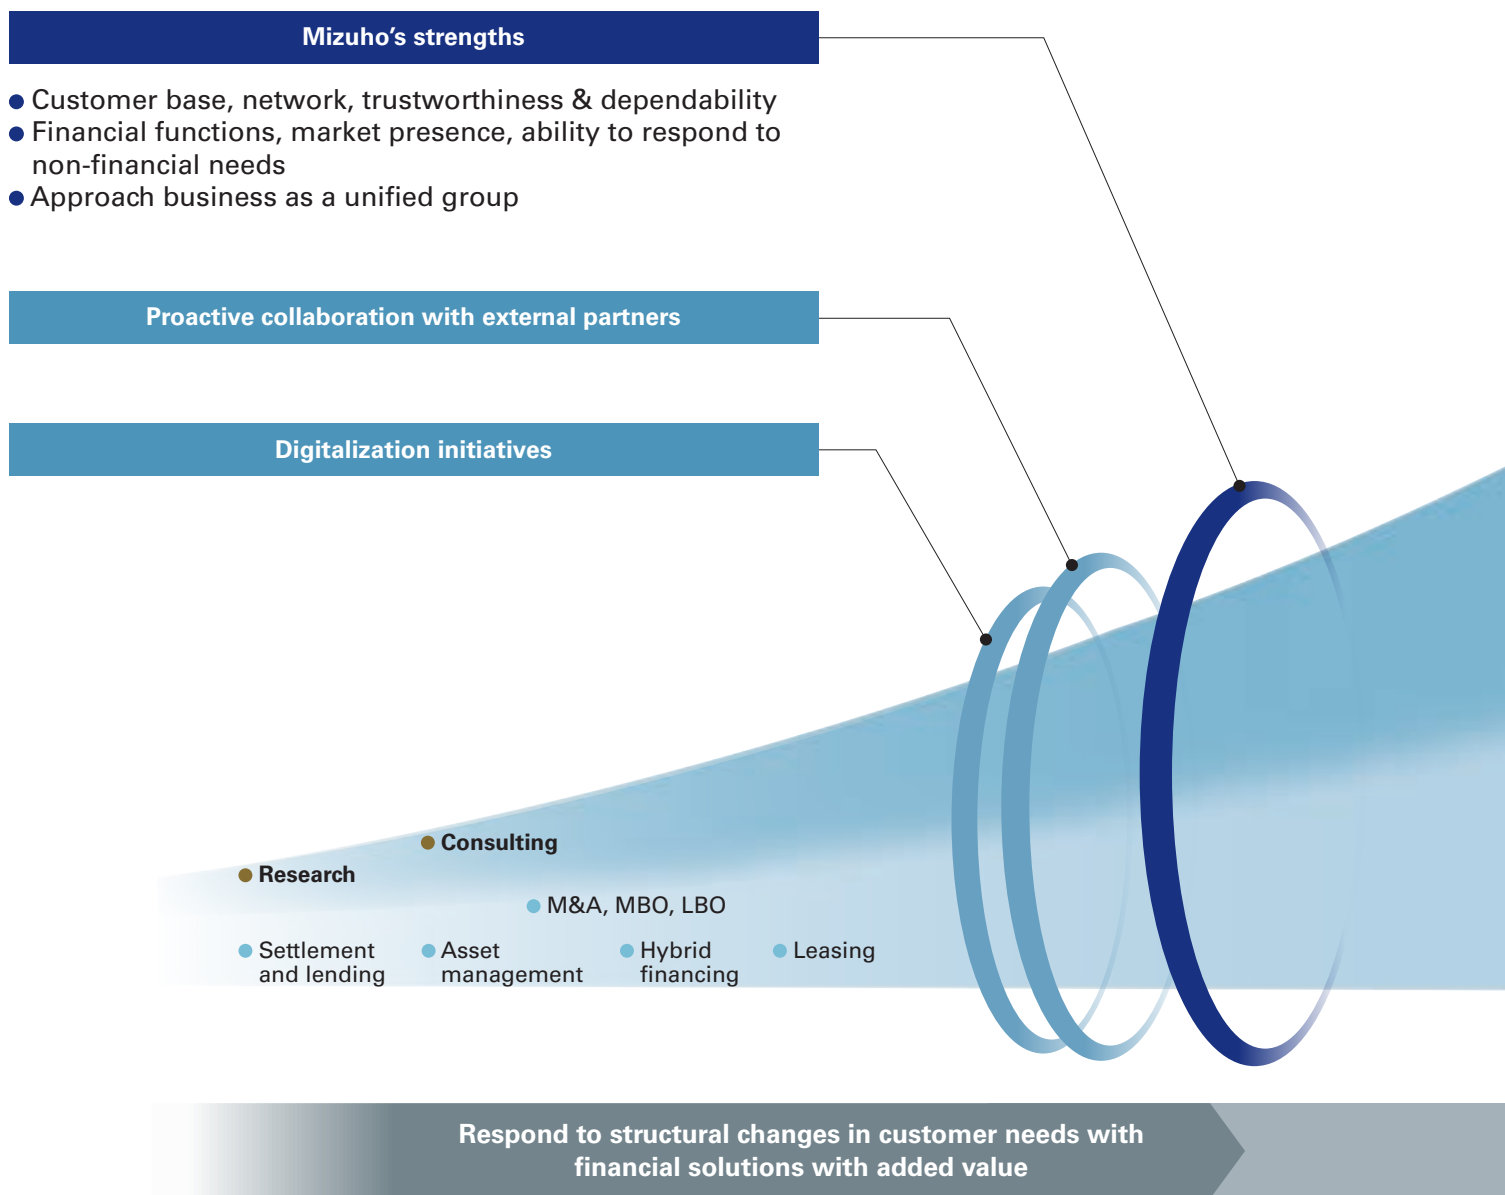 Mizuho’s strengths
Customer base, network, trustworthiness & dependability
Financial functions, market presence, ability to respond to
non-financial needs
Approach business as a unified group
Proactive collaboration with external partners
Digitalization initiatives
Consulting
Research
M&A, MBO, LBO
Settlement
and lending
Asset
management
Hybrid
financing
Leasing
Respond to structural changes in customer needs with
financial solutions with added value